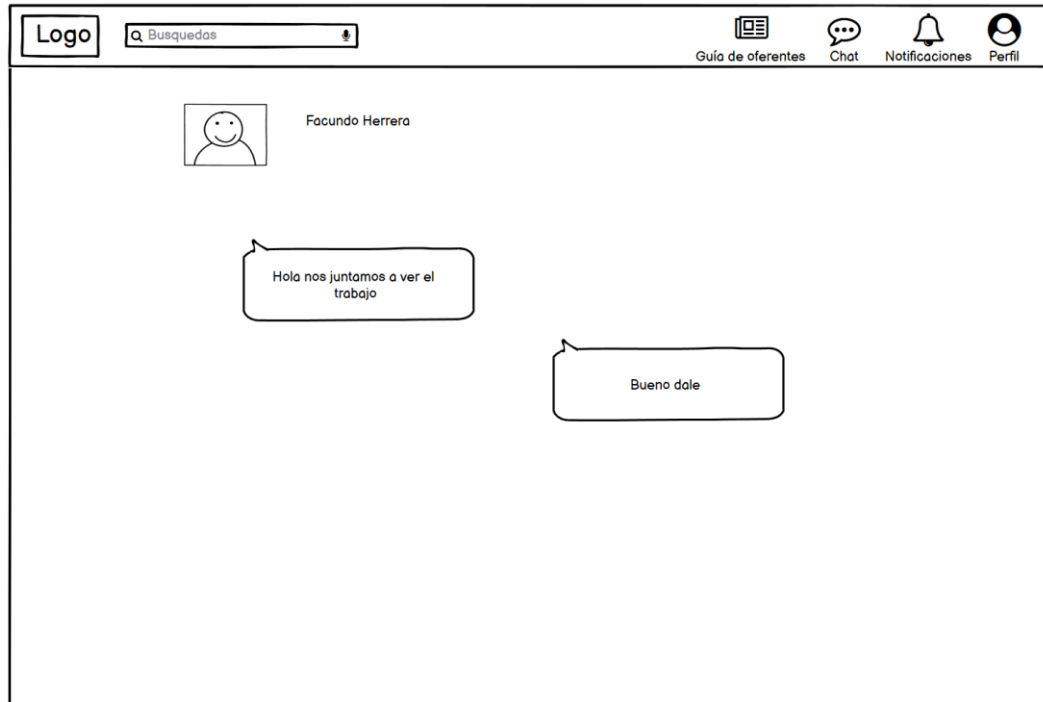 Logo
Busquedas
Guía de oferentes
Chat
Notificaciones
Perfil
Facundo Herrera
Hola nos juntamos a ver el
trabajo
Bueno dale